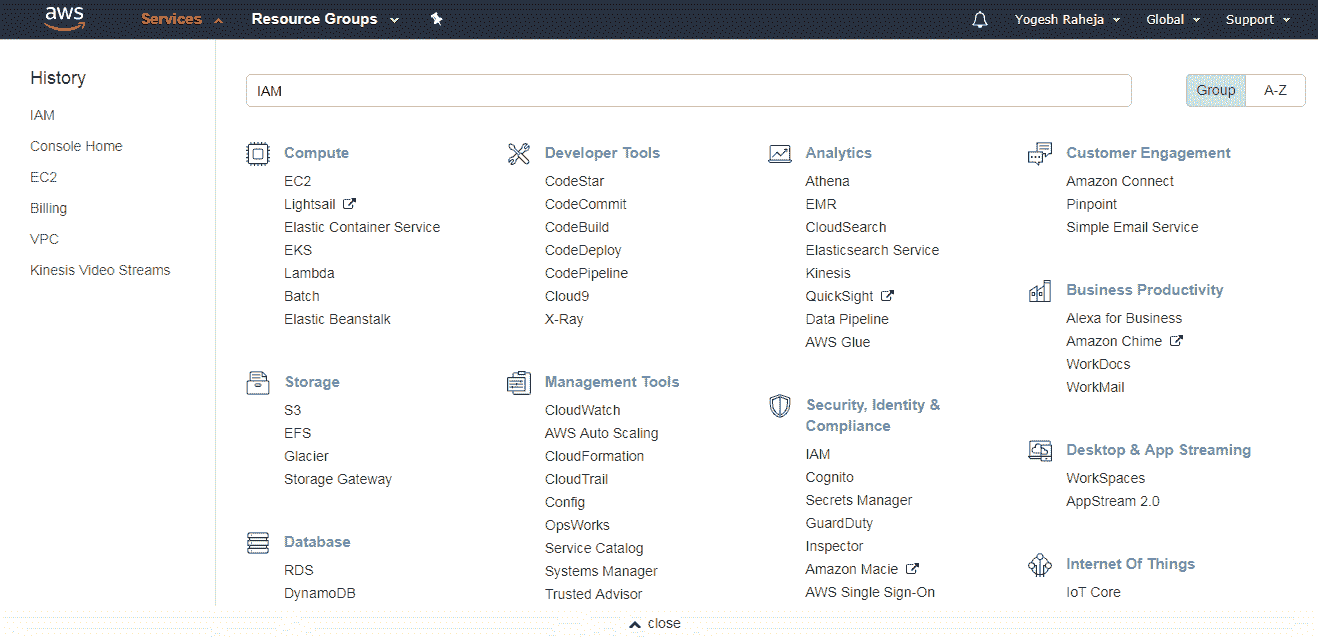 aws
Services
Resource Groups
Yogesh Raheja
Global
Support
History
IAM
Console Home
EC2
Billing
VPC
Kinesis Video Streams
IAM
Group
A-Z
Compute
EC2
Lightsail
Elastic Container Service
EKS
Lambda
Batch
Elastic Beanstalk
Storage
S3
EFS
Glacier
Storage Gateway
Database
RDS
DynamoDB
Developer Tools
CodeStar
CodeCommit
CodeBuild
CodeDeploy
CodePipeline
Cloud9
X-Ray
Management Tools
CloudWatch
AWS Auto Scaling
CloudFormation
CloudTrail
Config
OpsWorks
Service Catalog
Systems Manager
Trusted Advisor
Analytics
Athena
EMR
CloudSearch
Elasticsearch Service
Kinesis
QuickSight
Data Pipeline
AWS Glue
Security, Identity &
Compliance
IAM
Cognito
Secrets Manager
GuardDuty
Inspector
Amazon Macie
AWS Single Sign-On
Customer Engagement
Amazon Connect
Pinpoint
Simple Email Service
Business Productivity
Alexa for Business
Amazon Chime
WorkDocs
WorkMail
Desktop & App Streaming
WorkSpaces
AppStream 2.0
Internet Of Things
IoT Core
close